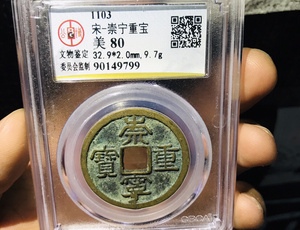 1103
宋-崇宁重宝
美 80
文物鉴定 32.9*2.0mm,9.7g
委员会监制 90149799
崇
寳 重
寧